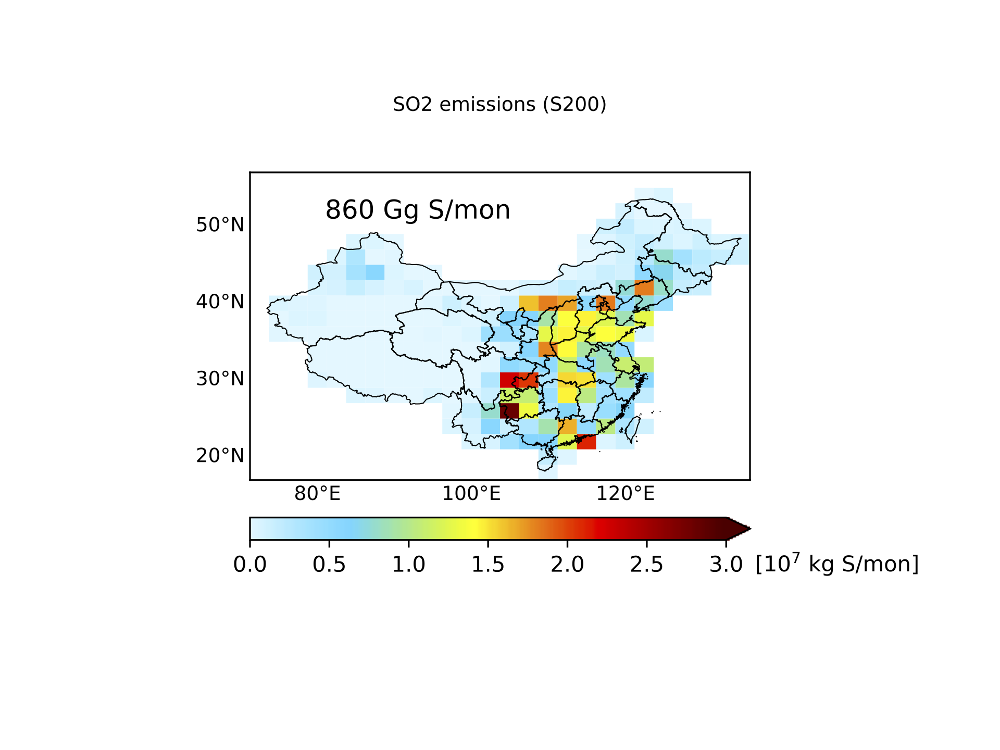 SO2 emissions (S200)
860 Gg S/mon
50°N
40°N
30°N
20°N
80°E 100°E 120°E
0.0 0.5 1.0 1.5 2.0 2.5 3.0 [10⁷ kg S/mon]